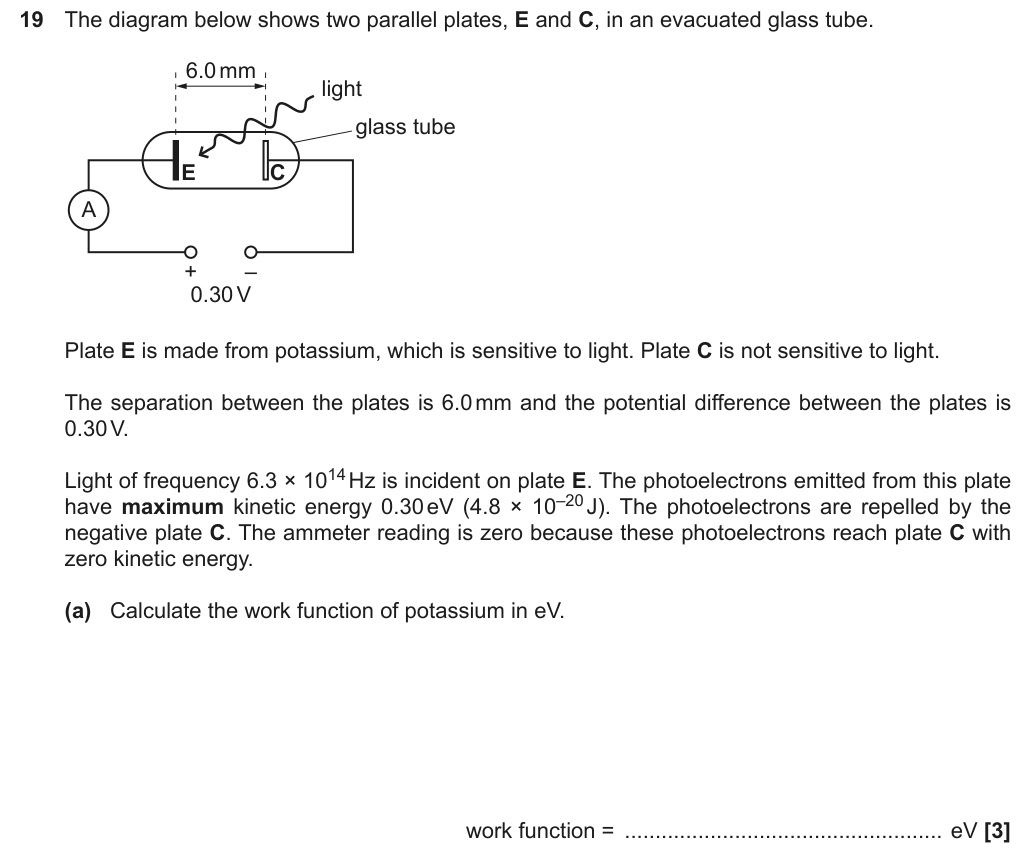 19 The diagram below shows two parallel plates, E and C, in an evacuated glass tube.
6.0 mm
light
glass tube
E
C
A
+
–
0.30 V
Plate E is made from potassium, which is sensitive to light. Plate C is not sensitive to light.
The separation between the plates is 6.0 mm and the potential difference between the plates is
0.30 V.
Light of frequency 6.3 × 10¹⁴ Hz is incident on plate E. The photoelectrons emitted from this plate
have maximum kinetic energy 0.30 eV (4.8 × 10⁻²⁰ J). The photoelectrons are repelled by the
negative plate C. The ammeter reading is zero because these photoelectrons reach plate C with
zero kinetic energy.
(a) Calculate the work function of potassium in eV.
work function = .................................................... eV [3]